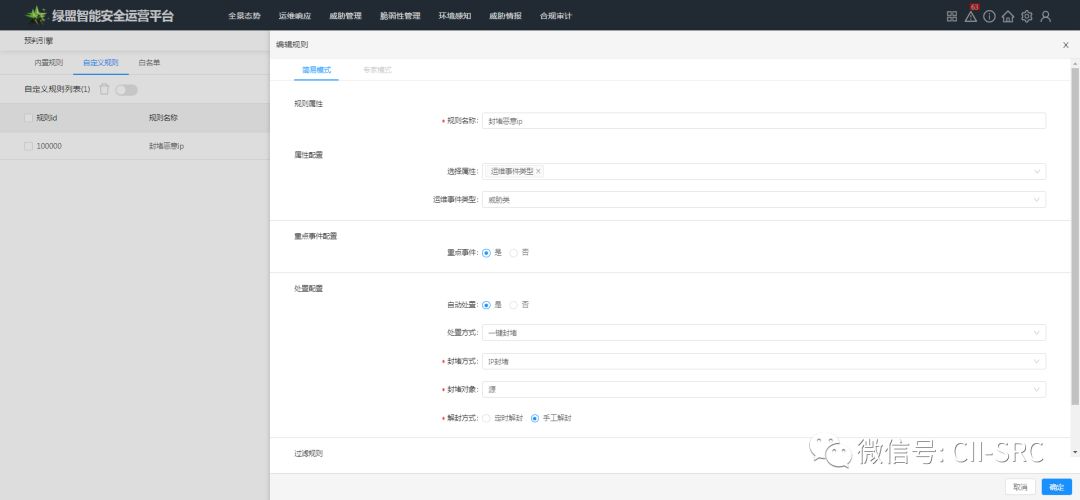 绿盟智能安全运营平台 全景态势 运维响应 威胁管理 脆弱性管理 环境感知 威胁情报 合规审计 63
预判引擎
内置规则 自定义规则 白名单
自定义规则列表(1)
规则id 规则名称
100000 封堵恶意ip
编辑规则 X
简易模式 专家模式
规则属性
* 规则名称: 封堵恶意ip
属性配置
选择属性: 运维事件类型 ×
运维事件类型: 威胁类
重点事件配置
重点事件: 是 否
处置配置
自动处置: 是 否
处置方式: 一键封堵
* 封堵方式: IP封堵
* 封堵对象: 源
* 解封方式: 定时解封 手工解封
过滤规则
微信号: CII-SRC
取消 确定